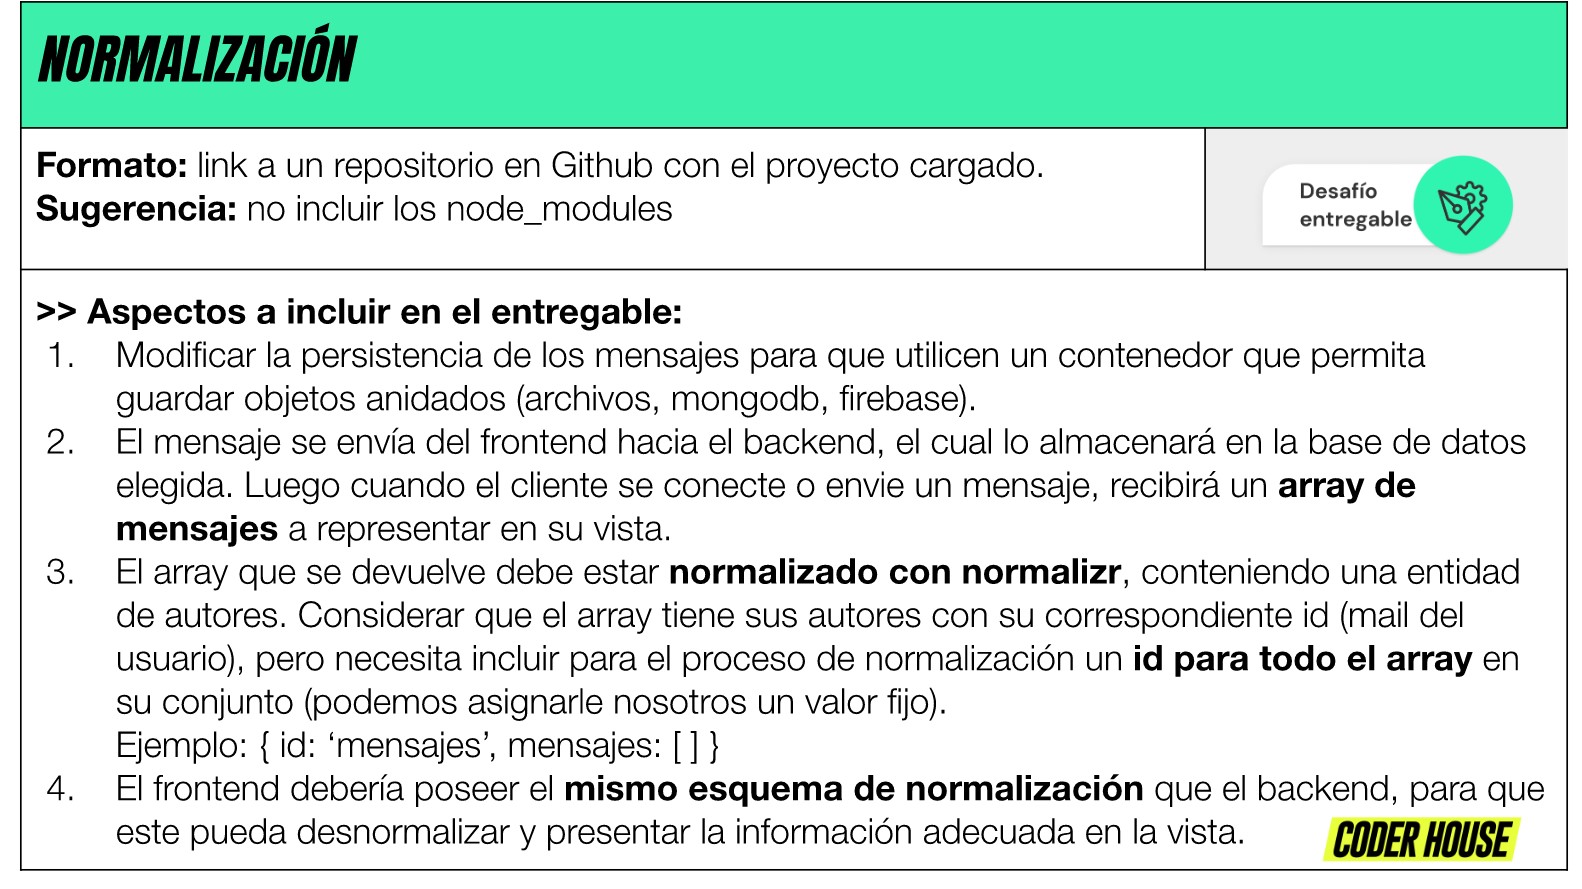 NORMALIZACIÓN
Formato: link a un repositorio en Github con el proyecto cargado.
Sugerencia: no incluir los node_modules
Desafío
entregable
>> Aspectos a incluir en el entregable:
1. Modificar la persistencia de los mensajes para que utilicen un contenedor que permita
guardar objetos anidados (archivos, mongodb, firebase).
2. El mensaje se envía del frontend hacia el backend, el cual lo almacenará en la base de datos
elegida. Luego cuando el cliente se conecte o envie un mensaje, recibirá un array de
mensajes a representar en su vista.
3. El array que se devuelve debe estar normalizado con normalizr, conteniendo una entidad
de autores. Considerar que el array tiene sus autores con su correspondiente id (mail del
usuario), pero necesita incluir para el proceso de normalización un id para todo el array en
su conjunto (podemos asignarle nosotros un valor fijo).
Ejemplo: { id: ‘mensajes’, mensajes: [ ] }
4. El frontend debería poseer el mismo esquema de normalización que el backend, para que
este pueda desnormalizar y presentar la información adecuada en la vista.
CODER HOUSE